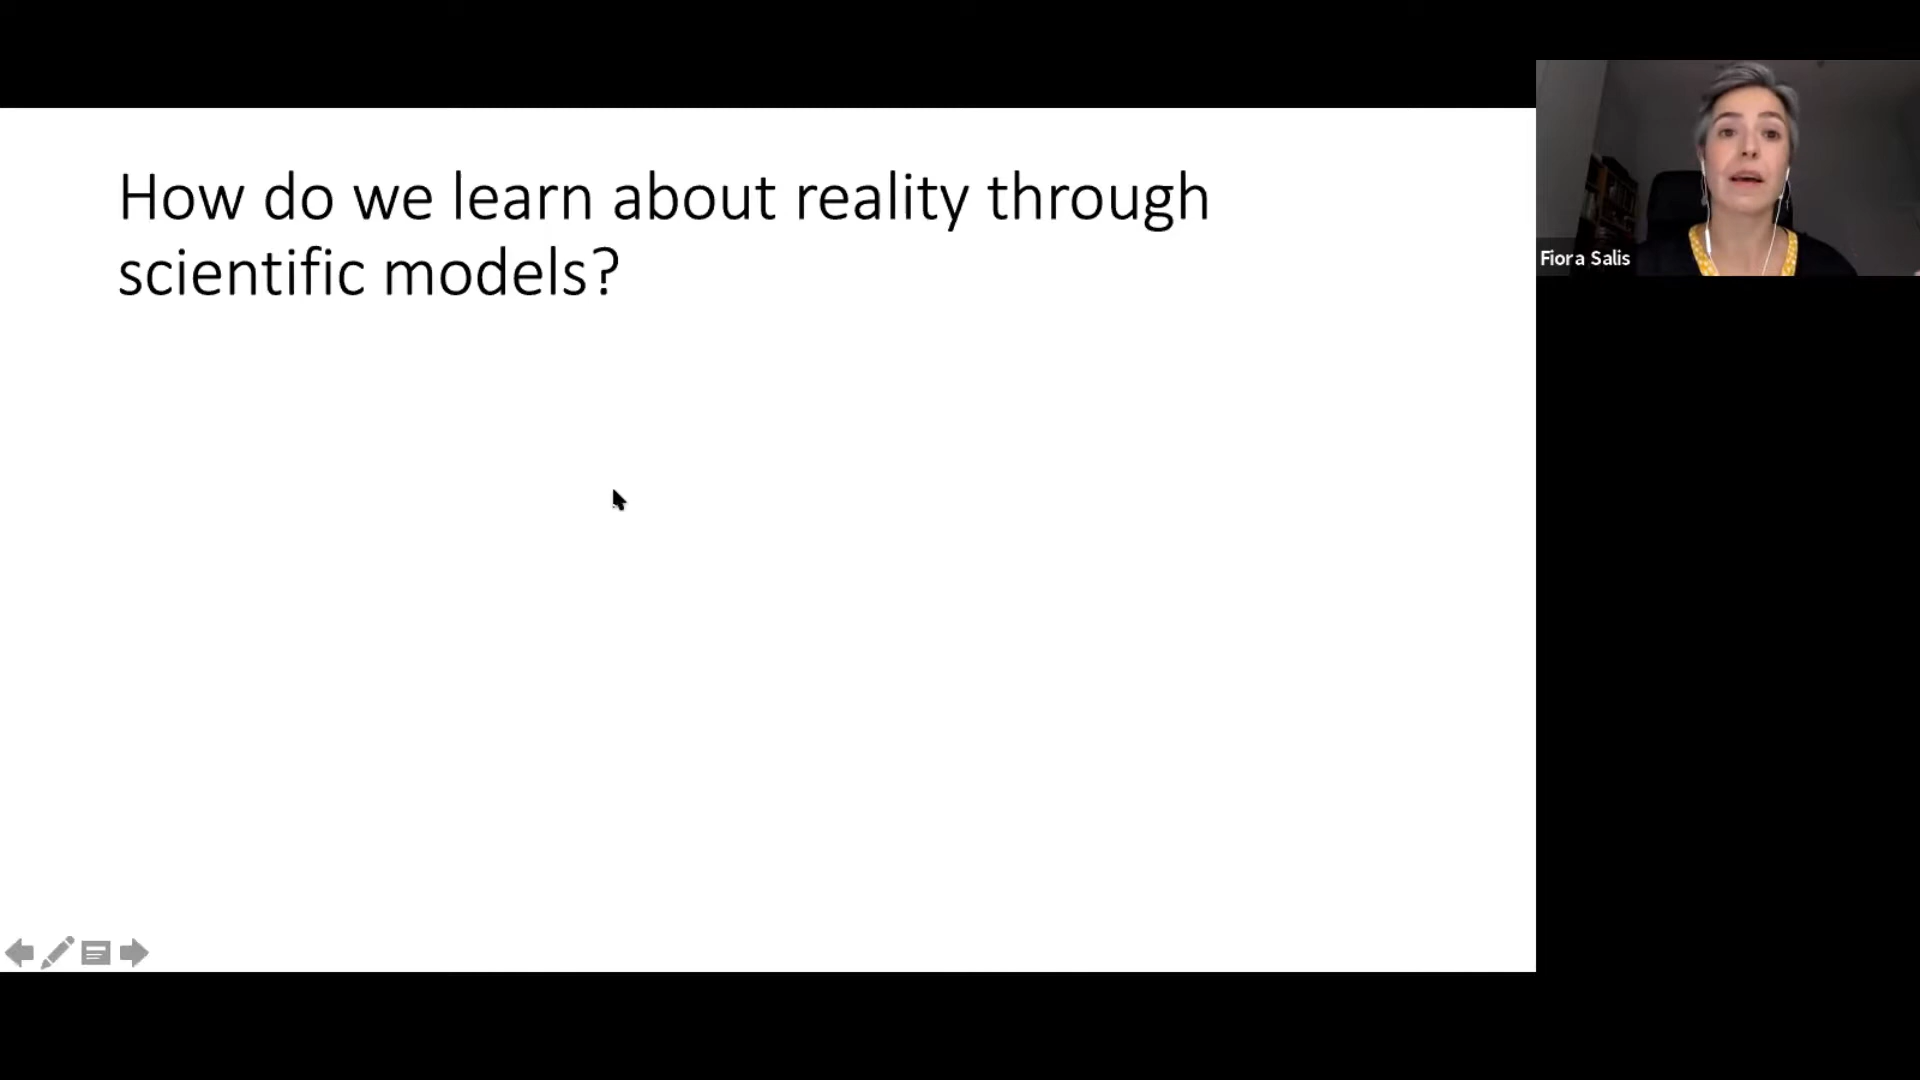 How do we learn about reality through
scientific models?
Fiora Salis